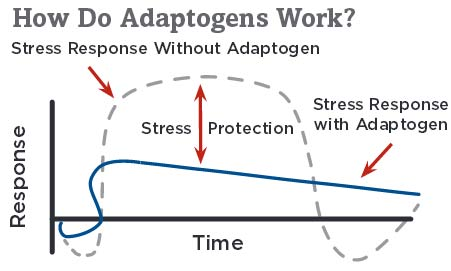 How Do Adaptogens Work?
Stress Response Without Adaptogen
Stress Response
with Adaptogen
Stress Protection
Response
Time